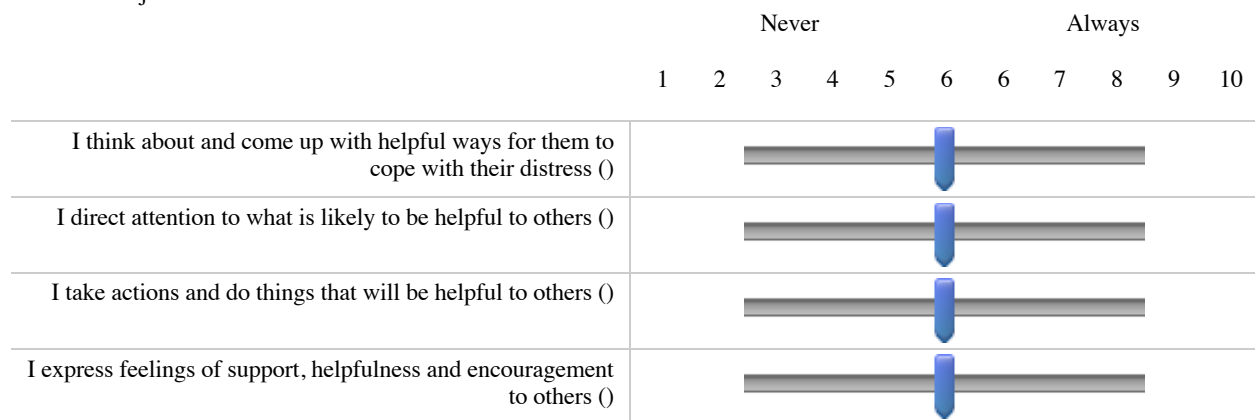 Never Always
1 2 3 4 5 6 6 7 8 9 10
I think about and come up with helpful ways for them to
cope with their distress ()
I direct attention to what is likely to be helpful to others ()
I take actions and do things that will be helpful to others ()
I express feelings of support, helpfulness and encouragement
to others ()